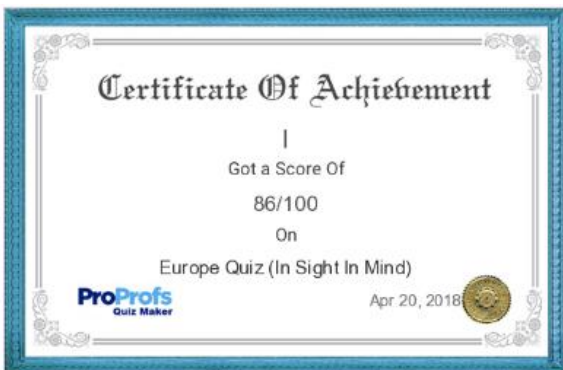 Certificate Of Achievement
I
Got a Score Of
86/100
On
Europe Quiz (In Sight In Mind)
ProProfs
Quiz Maker
Apr 20, 2018